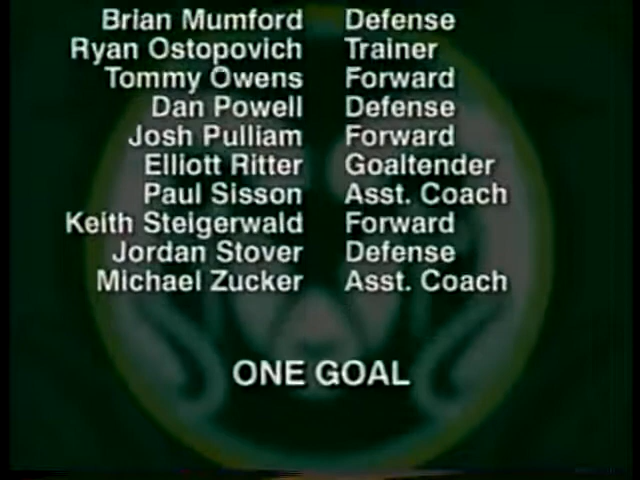 Brian Mumford Defense
Ryan Ostopovich Trainer
Tommy Owens Forward
Dan Powell Defense
Josh Pulliam Forward
Elliott Ritter Goaltender
Paul Sisson Asst. Coach
Keith Steigerwald Forward
Jordan Stover Defense
Michael Zucker Asst. Coach
ONE GOAL